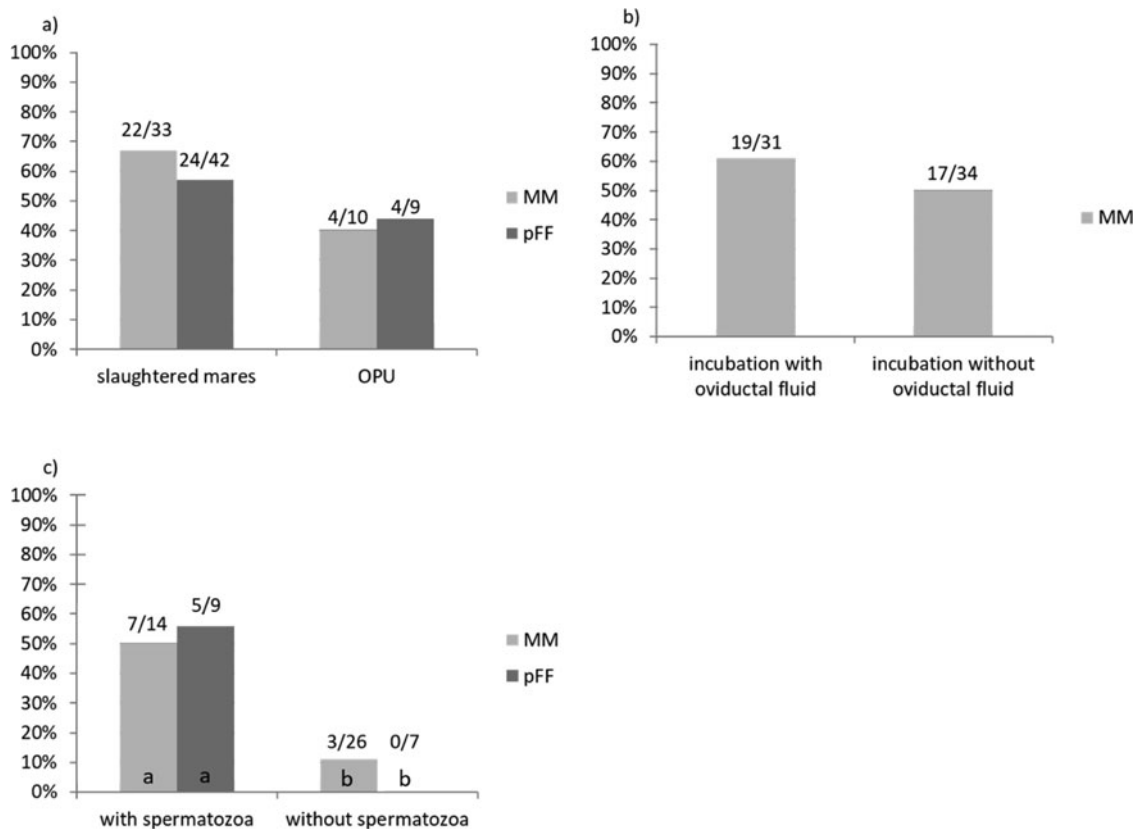 a)
100%
90%
80%
70%
60%
50%
40%
30%
20%
10%
0%
22/33
24/42
4/10
4/9
slaughtered mares
OPU
MM
pFF
b)
100%
90%
80%
70%
60%
50%
40%
30%
20%
10%
0%
19/31
17/34
incubation with
oviductal fluid
incubation without
oviductal fluid
MM
c)
100%
90%
80%
70%
60%
50%
40%
30%
20%
10%
0%
7/14
5/9
3/26
0/7
a
a
b
b
with spermatozoa
without spermatozoa
MM
pFF